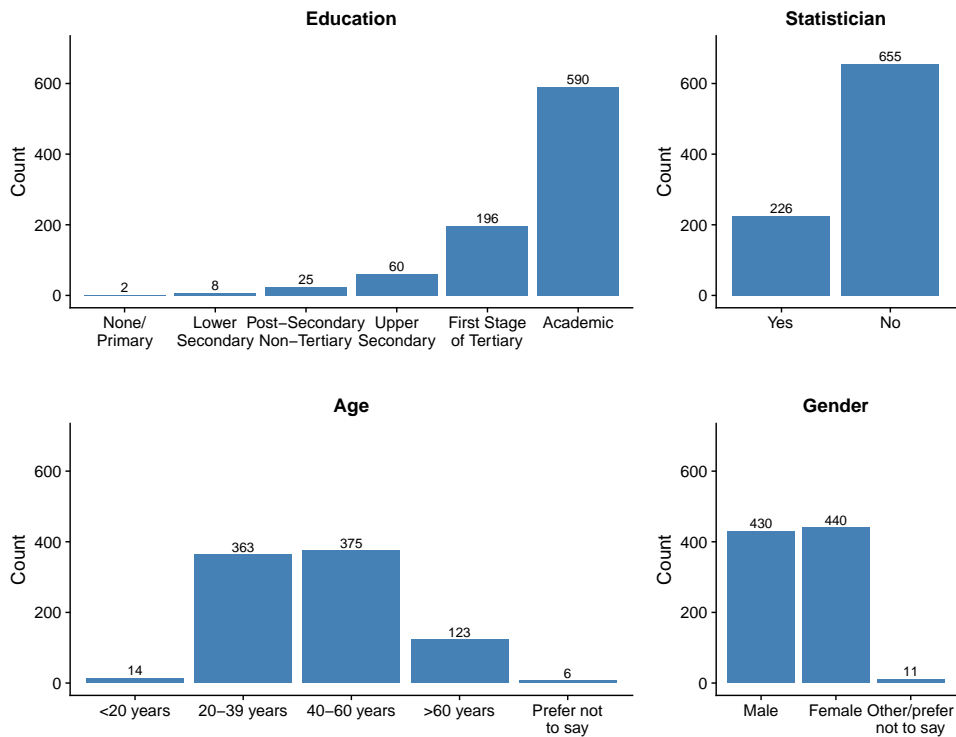 Education
Count
600
400
200
0
2
8
25
60
196
590
None/
Primary
Lower
Secondary
Post−Secondary
Non−Tertiary
Upper
Secondary
First Stage
of Tertiary
Academic
Statistician
Count
600
400
200
0
226
655
Yes
No
Age
Count
600
400
200
0
14
363
375
123
6
<20 years
20−39 years
40−60 years
>60 years
Prefer not
to say
Gender
Count
600
400
200
0
430
440
11
Male
Female
Other/prefer
not to say